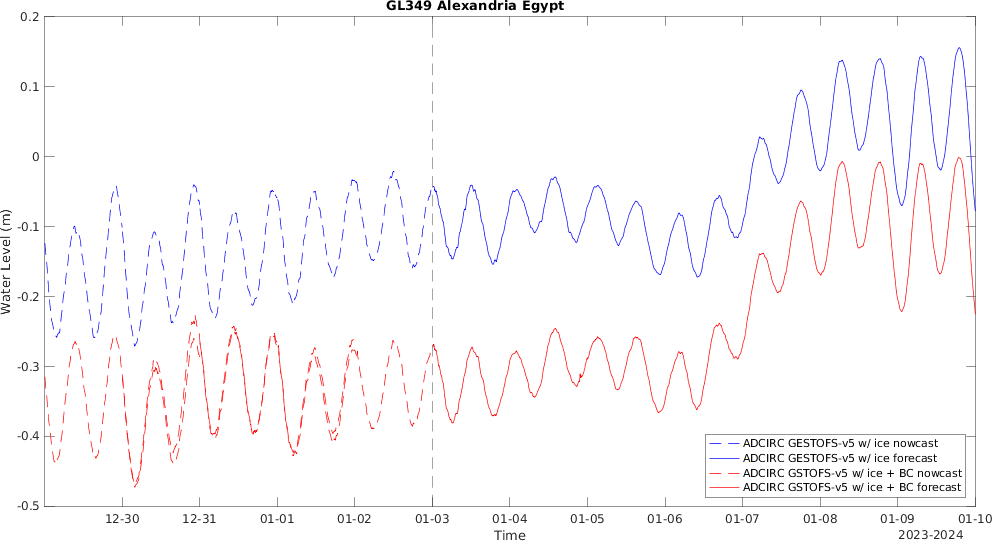 GL349 Alexandria Egypt
0.2
0.1
0
-0.1
-0.2
-0.3
-0.4
-0.5
Water Level (m)
ADCIRC GESTOFS-v5 w/ ice nowcast
ADCIRC GESTOFS-v5 w/ ice forecast
ADCIRC GSTOFS-v5 w/ ice + BC nowcast
ADCIRC GSTOFS-v5 w/ ice + BC forecast
12-30 12-31 01-01 01-02 01-03 01-04 01-05 01-06 01-07 01-08 01-09 01-10
Time
2023-2024